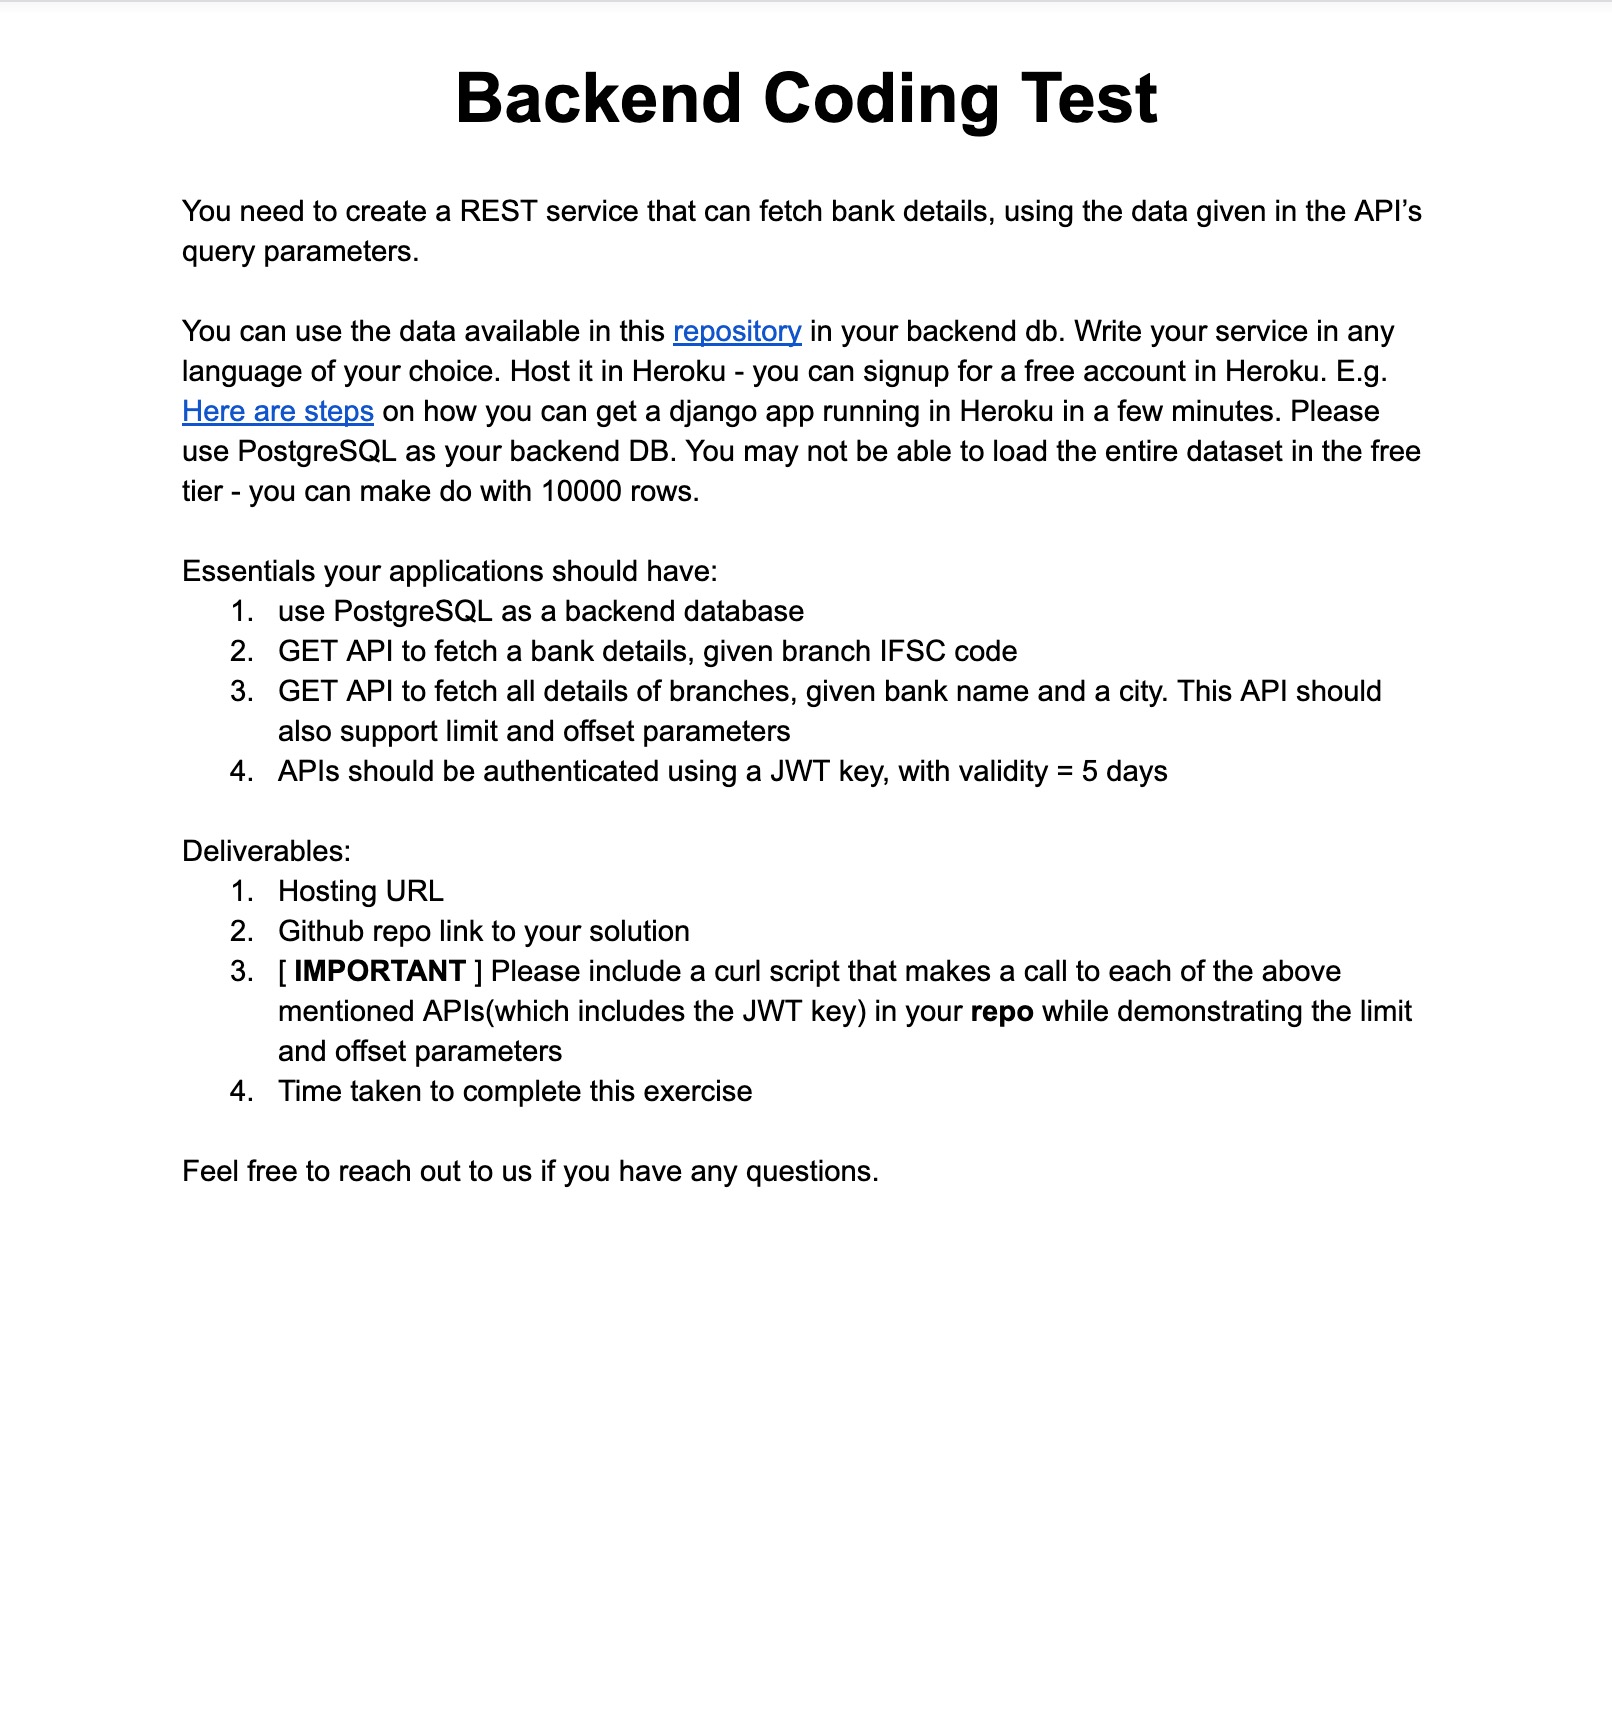 Backend Coding Test
You need to create a REST service that can fetch bank details, using the data given in the API’s
query parameters.
You can use the data available in this repository in your backend db. Write your service in any
language of your choice. Host it in Heroku - you can signup for a free account in Heroku. E.g.
Here are steps on how you can get a django app running in Heroku in a few minutes. Please
use PostgreSQL as your backend DB. You may not be able to load the entire dataset in the free
tier - you can make do with 10000 rows.
Essentials your applications should have:
1. use PostgreSQL as a backend database
2. GET API to fetch a bank details, given branch IFSC code
3. GET API to fetch all details of branches, given bank name and a city. This API should
also support limit and offset parameters
4. APIs should be authenticated using a JWT key, with validity = 5 days
Deliverables:
1. Hosting URL
2. Github repo link to your solution
3. [ IMPORTANT ] Please include a curl script that makes a call to each of the above
mentioned APIs(which includes the JWT key) in your repo while demonstrating the limit
and offset parameters
4. Time taken to complete this exercise
Feel free to reach out to us if you have any questions.